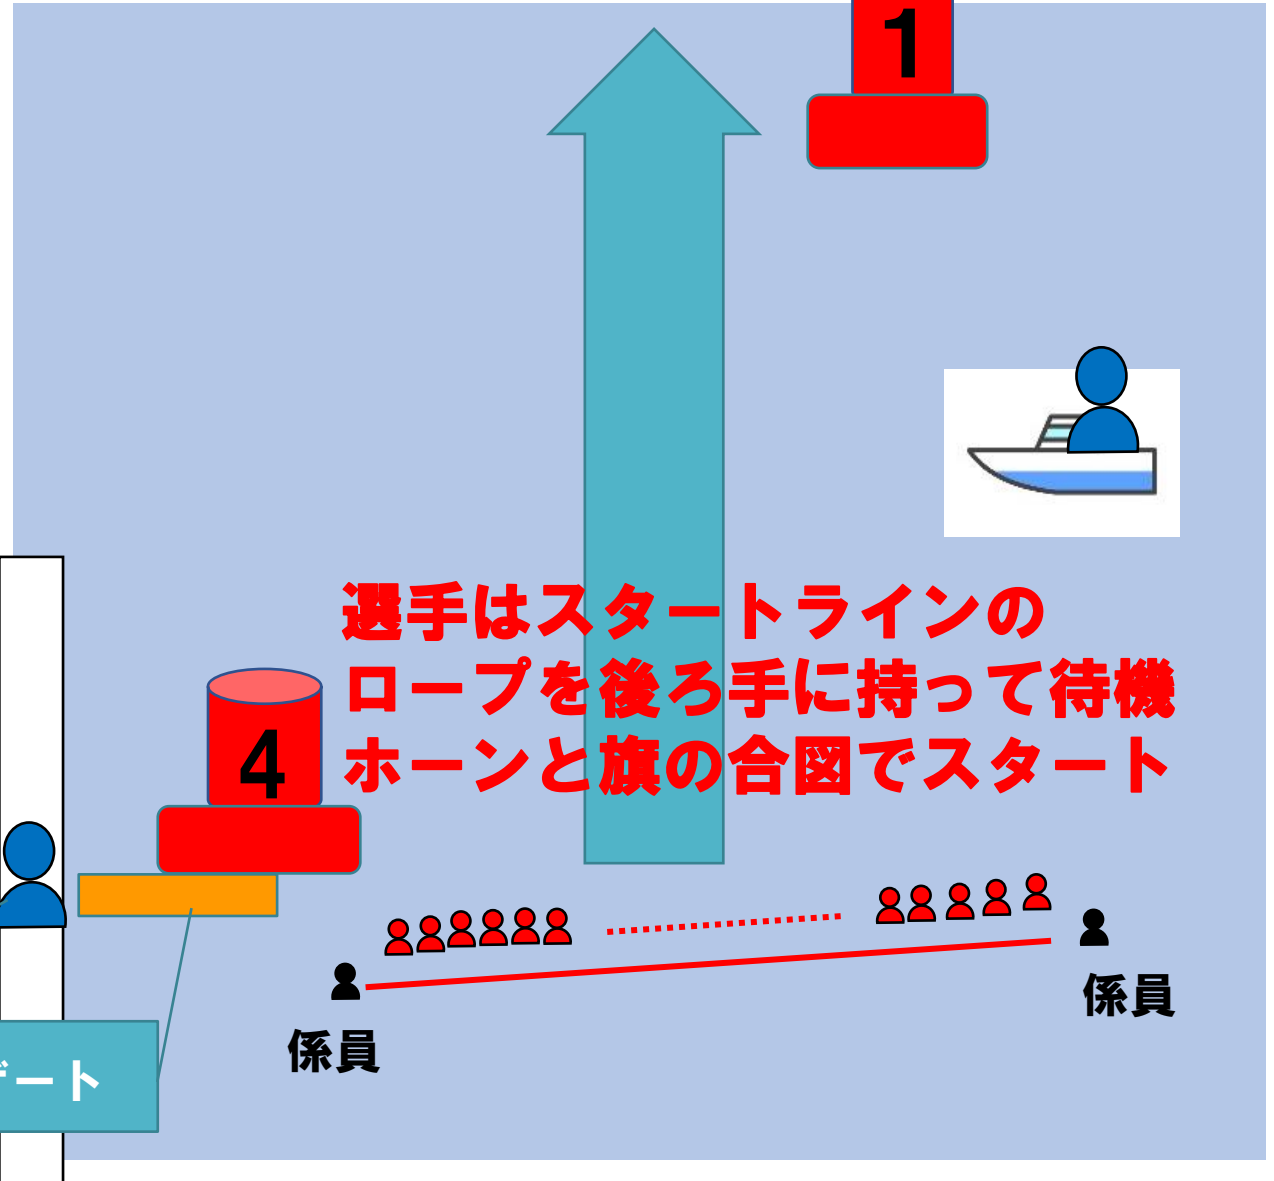 1
選手はスタートラインの
ロープを後ろ手に持って待機
ホーンと旗の合図でスタート
4
係員
係員
ゲート